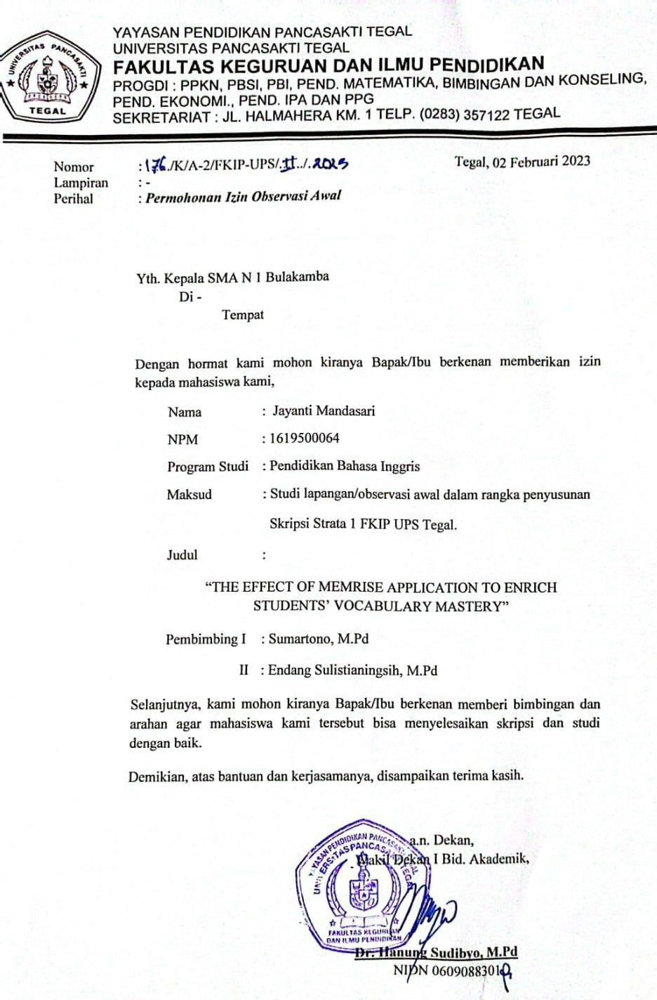 UNIVERSITAS PANCASAKTI
TEGAL
YAYASAN PENDIDIKAN PANCASAKTI TEGAL
UNIVERSITAS PANCASAKTI TEGAL
FAKULTAS KEGURUAN DAN ILMU PENDIDIKAN
PROGDI : PPKN, PBSI, PBI, PEND. MATEMATIKA, BIMBINGAN DAN KONSELING,
PEND. EKONOMI., PEND. IPA DAN PPG
SEKRETARIAT : JL. HALMAHERA KM. 1 TELP. (0283) 357122 TEGAL
Nomor : 176./K/A-2/FKIP-UPS/.II../.2023 Tegal, 02 Februari 2023
Lampiran : -
Perihal : Permohonan Izin Observasi Awal
Yth. Kepala SMA N 1 Bulakamba
Di -
Tempat
Dengan hormat kami mohon kiranya Bapak/Ibu berkenan memberikan izin
kepada mahasiswa kami,
Nama : Jayanti Mandasari
NPM : 1619500064
Program Studi : Pendidikan Bahasa Inggris
Maksud : Studi lapangan/observasi awal dalam rangka penyusunan
Skripsi Strata 1 FKIP UPS Tegal.
Judul :
“THE EFFECT OF MEMRISE APPLICATION TO ENRICH
STUDENTS’ VOCABULARY MASTERY”
Pembimbing I : Sumartono, M.Pd
II : Endang Sulistianingsih, M.Pd
Selanjutnya, kami mohon kiranya Bapak/Ibu berkenan memberi bimbingan dan
arahan agar mahasiswa kami tersebut bisa menyelesaikan skripsi dan studi
dengan baik.
Demikian, atas bantuan dan kerjasamanya, disampaikan terima kasih.
a.n. Dekan,
Wakil Dekan I Bid. Akademik,
YAYASAN PENDIDIKAN PANCASAKTI TEGAL
UNIVERSITAS PANCASAKTI TEGAL
FAKULTAS KEGURUAN
DAN ILMU PENDIDIKAN
Dr. Hanung Sudibyo, M.Pd
NIDN